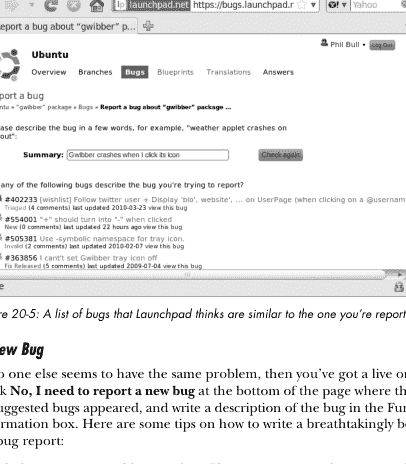 launchpad.net https://bugs.launchpad.r Yahoo
eport a bug about "gwibber" p...
Phil Bull Log Out
Ubuntu
Overview Branches Bugs Blueprints Translations Answers
port a bug
ntu » "gwibber" package » Bugs » Report a bug about "gwibber" package ...
ase describe the bug in a few words, for example, "weather applet crashes on
out":
Summary: Gwibber crashes when I click its icon Check again
any of the following bugs describe the bug you're trying to report?
#402233 [wishlist] Follow twitter user + Display 'bio', website', ... on UserPage (when clicking on a @usernam
Triaged (4 comments) last updated 2010-03-23 view this bug
#554001 "+" should turn into "-" when clicked
New (0 comments) last updated 22 hours ago view this bug
#505381 Use -symbolic namespace for tray icon.
Invalid (2 comments) last updated 2010-02-07 view this bug
#363856 I can't set Gwibber tray icon off
Fix Released (5 comments) last updated 2009-07-04 view this bug
e
re 20-5: A list of bugs that Launchpad thinks are similar to the one you're report
ew Bug
o one else seems to have the same problem, then you've got a live on
k No, I need to report a new bug at the bottom of the page where th
uggested bugs appeared, and write a description of the bug in the Fur
rmation box. Here are some tips on how to write a breathtakingly be
bug report: